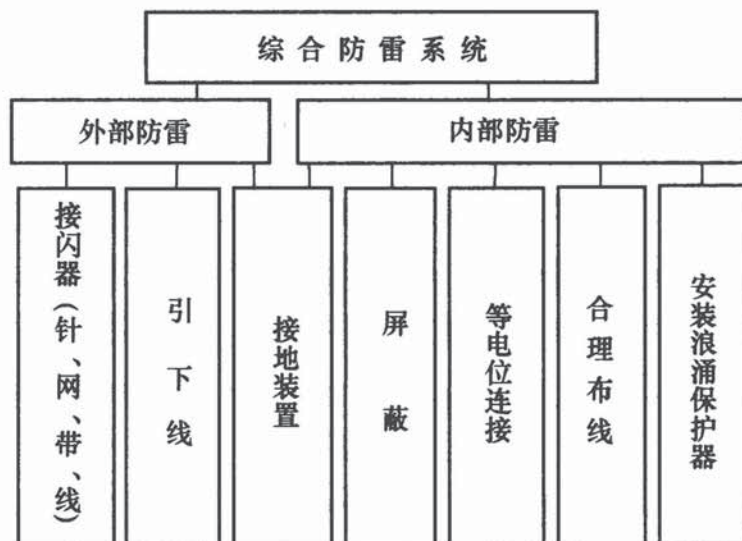 综合防雷系统
外部防雷
内部防雷
接闪器(针、网、带、线)
引下线
接地装置
屏蔽
等电位连接
合理布线
安装浪涌保护器